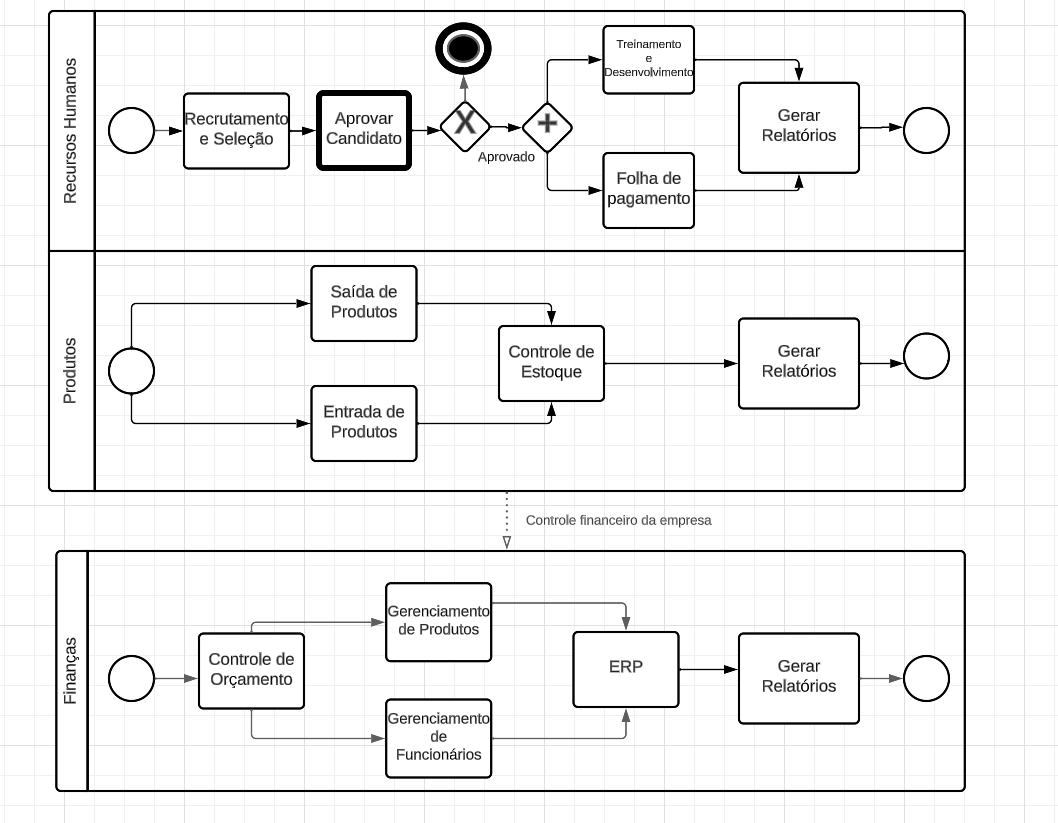 Recursos Humanos
Recrutamento
e Seleção
Aprovar
Candidato
X
Aprovado
+
Treinamento
e
Desenvolvimento
Folha de
pagamento
Gerar
Relatórios
Produtos
Saída de
Produtos
Entrada de
Produtos
Controle de
Estoque
Gerar
Relatórios
Controle financeiro da empresa
Finanças
Controle de
Orçamento
Gerenciamento
de Produtos
Gerenciamento
de
Funcionários
ERP
Gerar
Relatórios